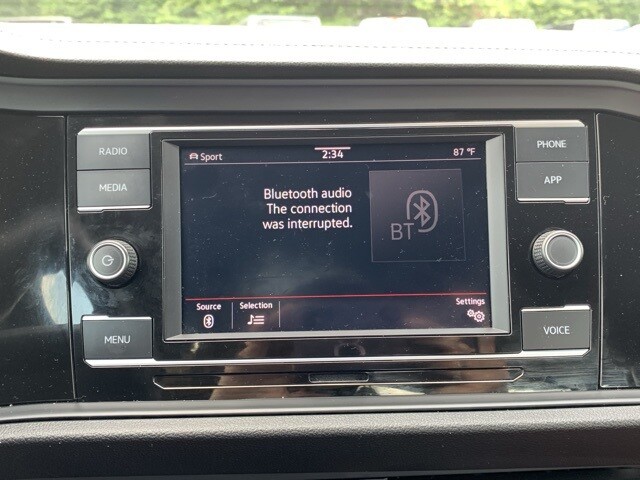 RADIO
MEDIA
MENU
Sport
2:34
87 °F
Bluetooth audio
The connection
was interrupted.
BT
Source
Selection
Settings
PHONE
APP
VOICE